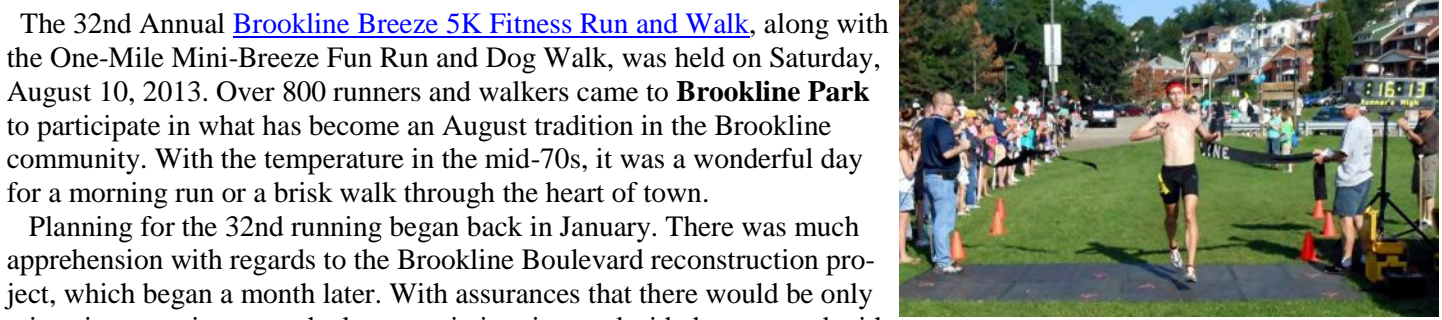 The 32nd Annual Brookline Breeze 5K Fitness Run and Walk, along with
the One-Mile Mini-Breeze Fun Run and Dog Walk, was held on Saturday,
August 10, 2013. Over 800 runners and walkers came to Brookline Park
to participate in what has become an August tradition in the Brookline
community. With the temperature in the mid-70s, it was a wonderful day
for a morning run or a brisk walk through the heart of town.
Planning for the 32nd running began back in January. There was much
apprehension with regards to the Brookline Boulevard reconstruction pro-
ject, which began a month later. With assurances that there would be only
:16:13
Runner's High